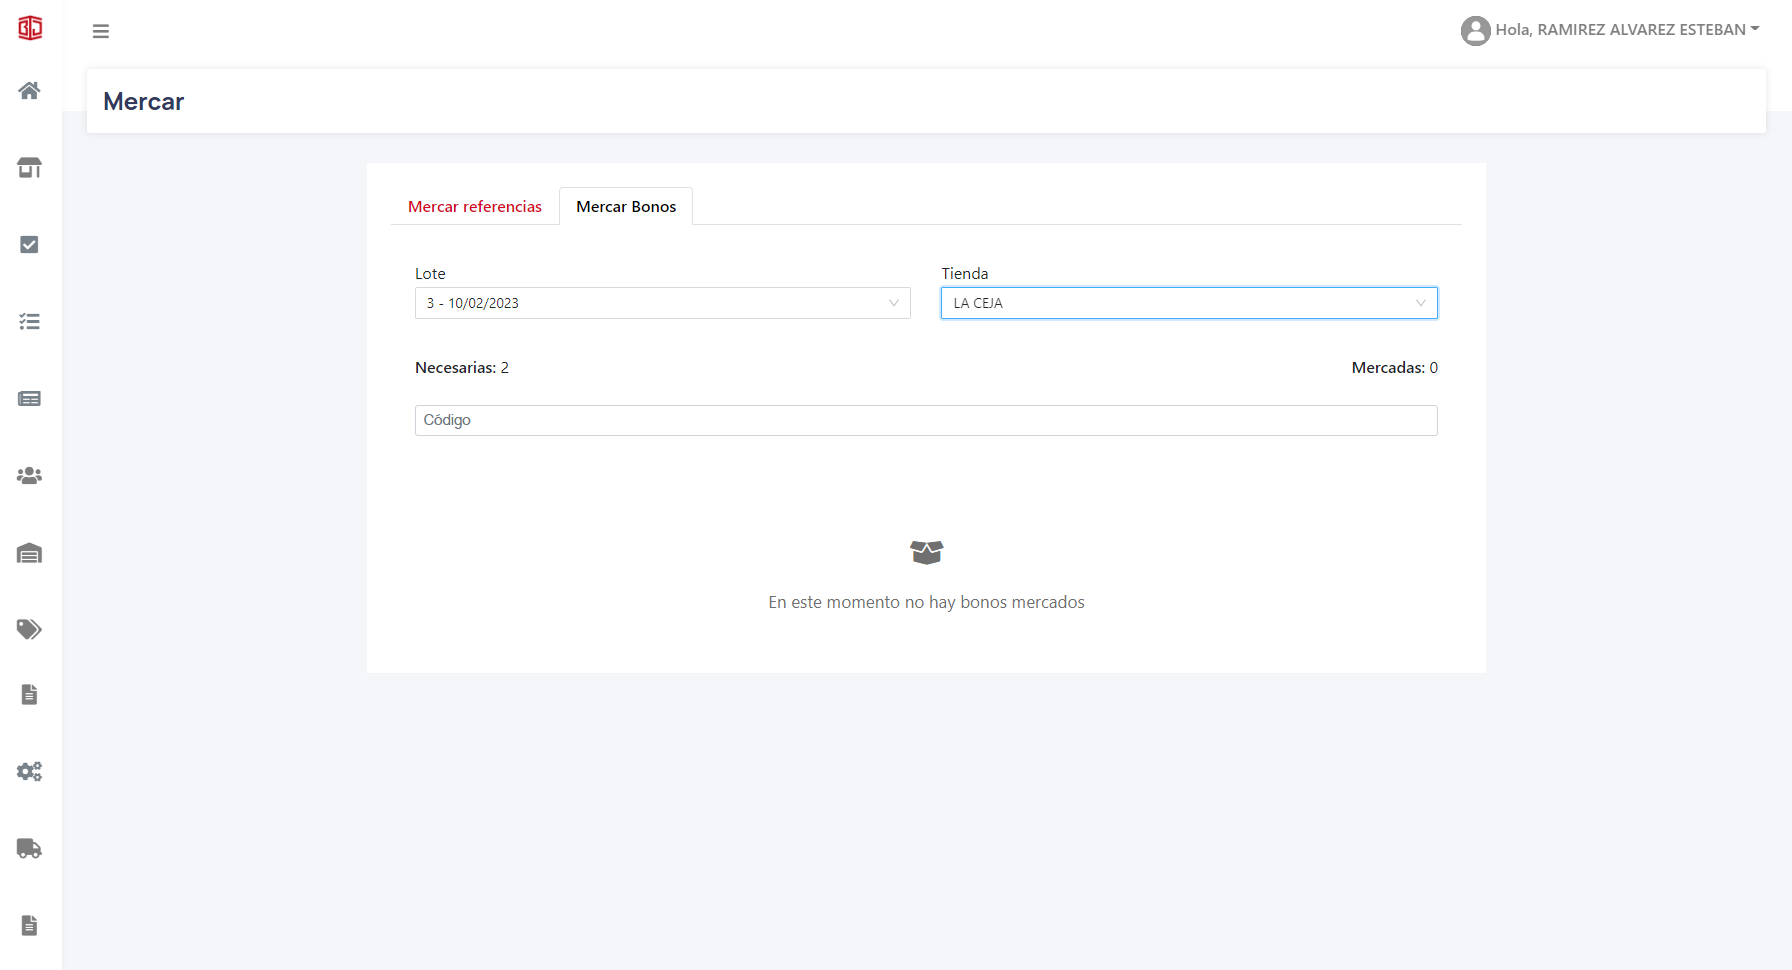 Hola, RAMIREZ ALVAREZ ESTEBAN
Mercar
Mercar referencias
Mercar Bonos
Lote
Tienda
3 - 10/02/2023
LA CEJA
Necesarias: 2
Mercadas: 0
Código
En este momento no hay bonos mercados